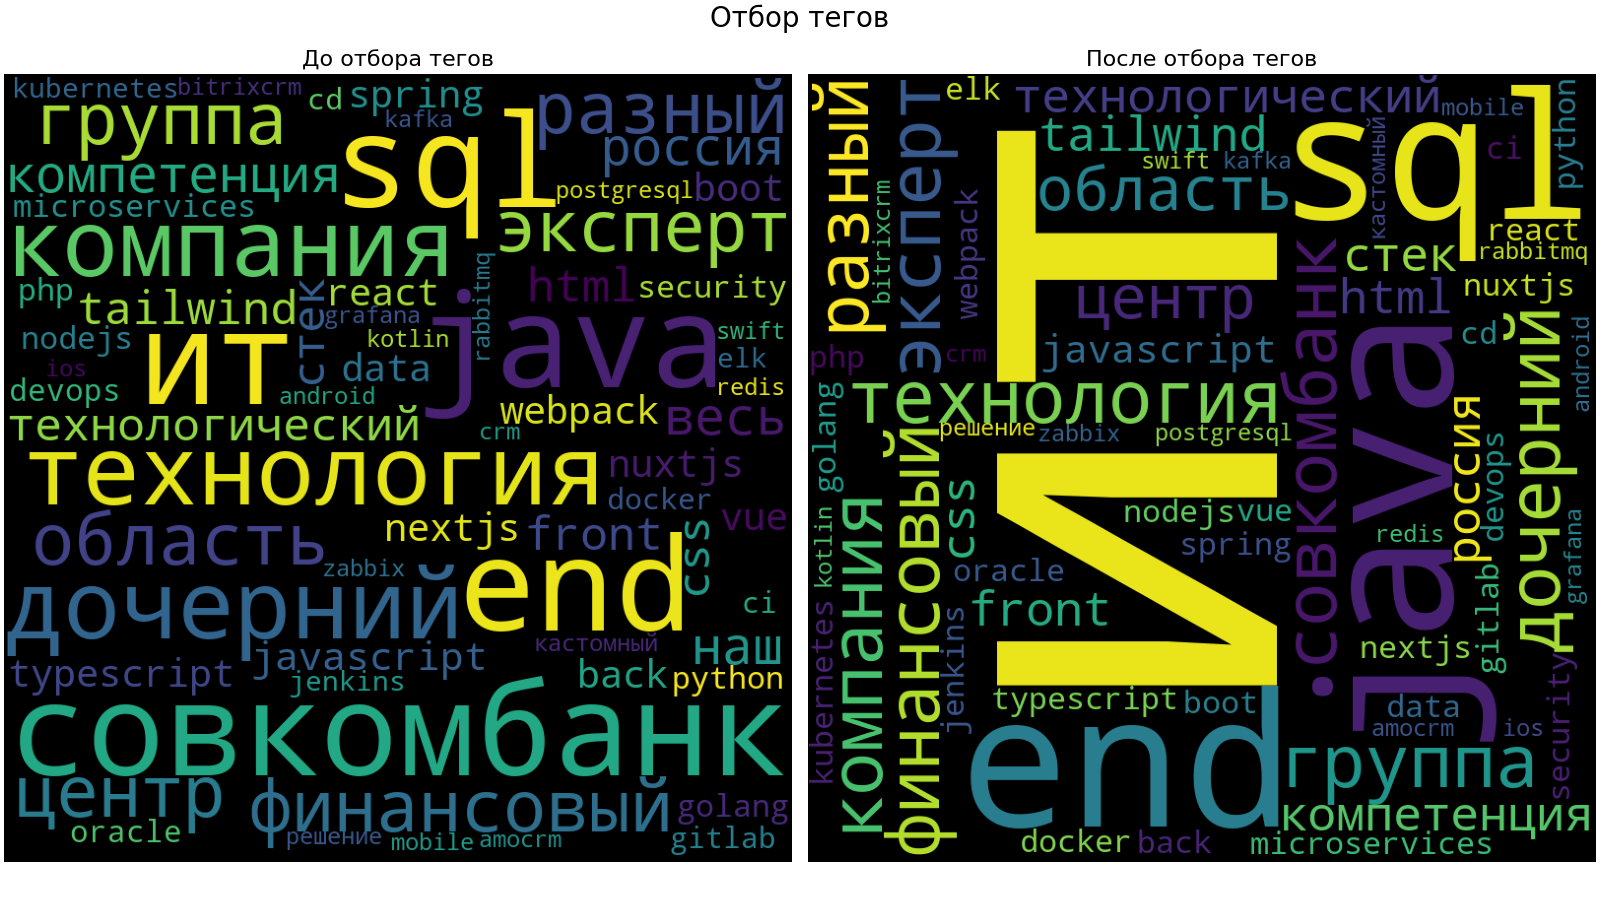 Отбор тегов
До отбора тегов
kubernetes
bitrixcrm
cd
spring
kafka
группа
sql
разный
россия
компетенция
postgresql
boot
microservices
эксперт
компания
rabbitmq
html
security
php
tailwind
стек
react
grafana
java
swift
nodejs
ит
kotlin
elk
ios
data
devops
android
redis
технологический
crm
webpack
весь
технология
nuxtjs
docker
область
nextjs
front
css
vue
zabbix
end
дочерний
ci
кастомный
наш
javascript
typescript
jenkins
back
python
совкомбанк
центр
финансовый
golang
oracle
решение
mobile
amocrm
gitlab
После отбора тегов
разный
эксперт
elk
технологический
mobile
sql
python
tailwind
swift
kafka
кастомный
ci
bitrixcrm
webpack
область
react
rabbitmq
стек
ит
центр
html
nuxtjs
php
crm
javascript
совкомбанк
java
cd
android
golang
технология
решение
zabbix
postgresql
россия
devops
дочерний
kotlin
компания
финансовый
css
nodejs
vue
redis
spring
grafana
oracle
gitlab
kubernetes
jenkins
front
nextjs
security
typescript
boot
data
amocrm
ios
end
группа
компетенция
docker
back
microservices